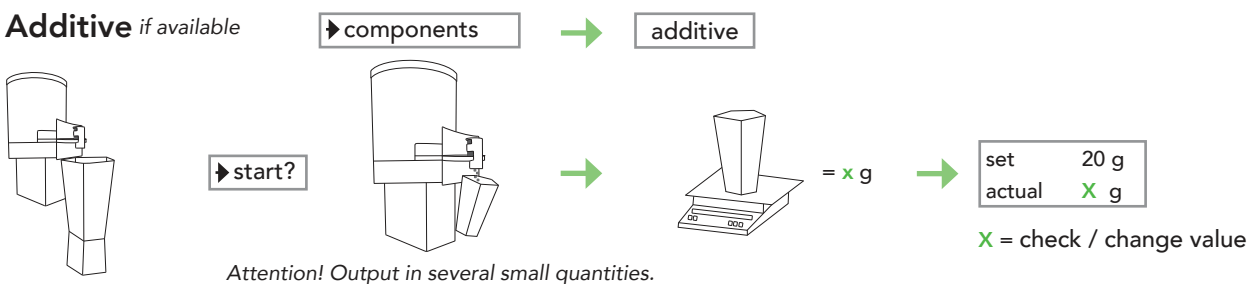 Additive if available
components
additive
start?
= x g
set 20 g
actual X g
X = check / change value
Attention! Output in several small quantities.